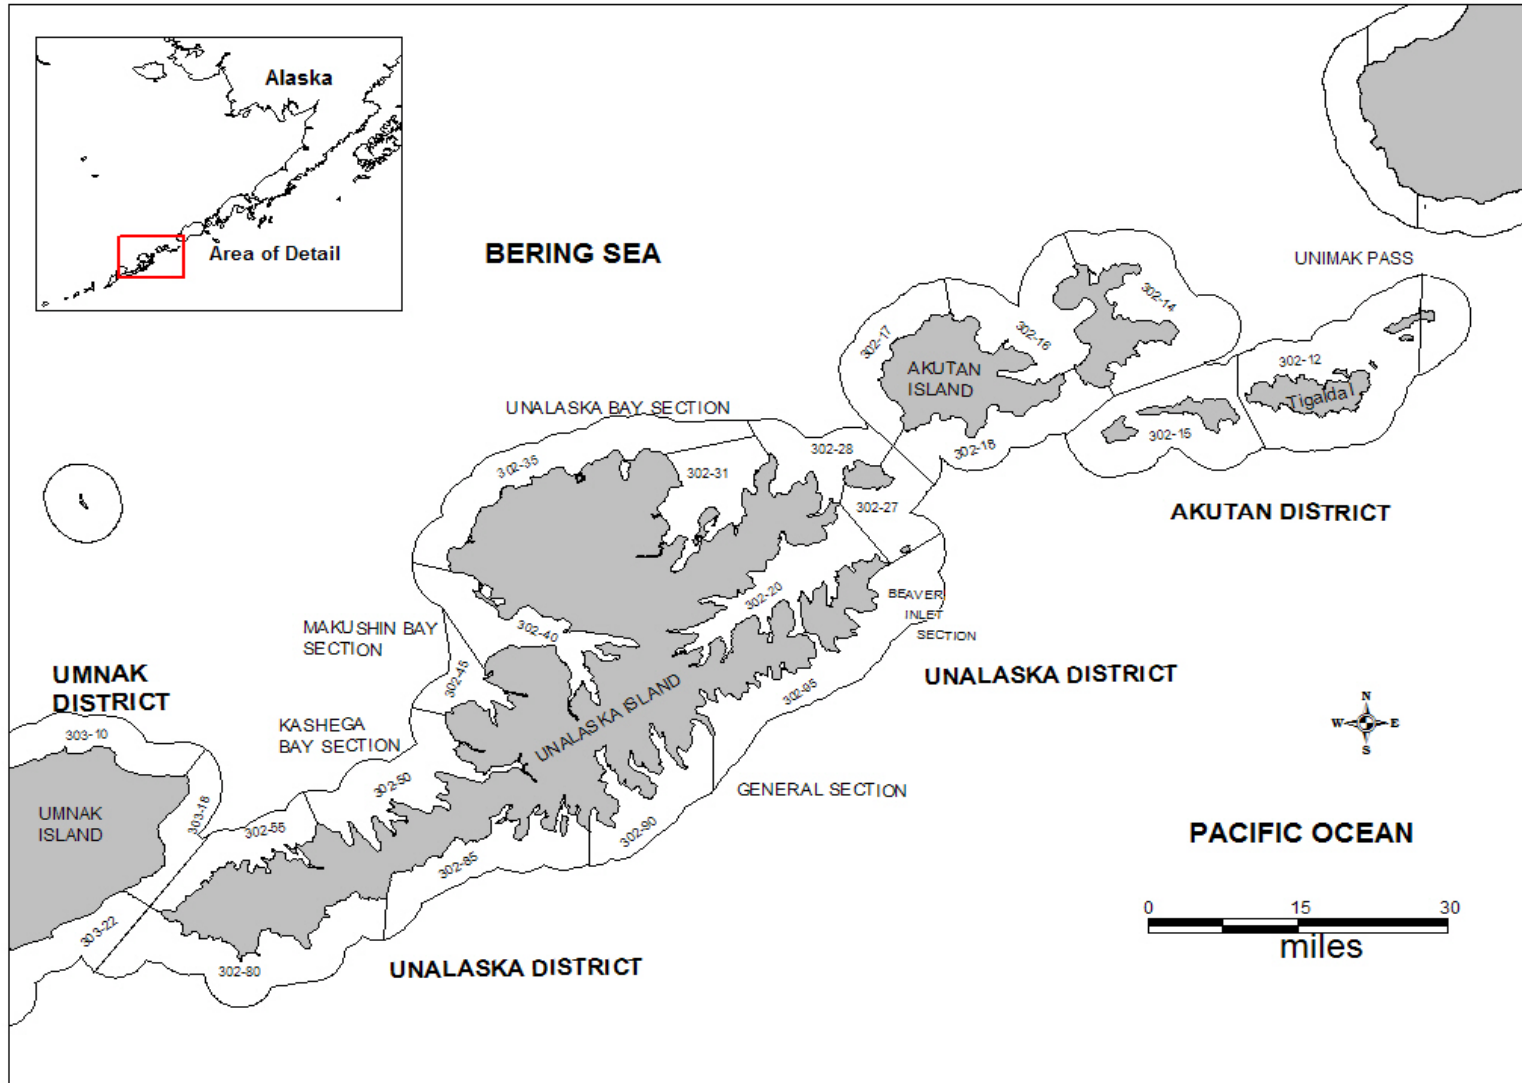 Alaska
Area of Detail
BERING SEA
UNIMAK PASS
302-14
302-16
302-17
302-12
AKUTAN
ISLAND
Tigalda I
302-15
302-18
UNALASKA BAY SECTION
302-28
302-35
302-31
302-27
AKUTAN DISTRICT
302-20
BEAVER
INLET
SECTION
302-40
MAKUSHIN BAY
SECTION
302-45
UNALASKA DISTRICT
UMNAK
DISTRICT
302-95
UNALASKA ISLAND
N
W E
S
KASHEGA
BAY SECTION
303-10
302-50
GENERAL SECTION
303-18
UMNAK
ISLAND
302-55
302-90
PACIFIC OCEAN
302-85
0 15 30
miles
303-22
302-80
UNALASKA DISTRICT